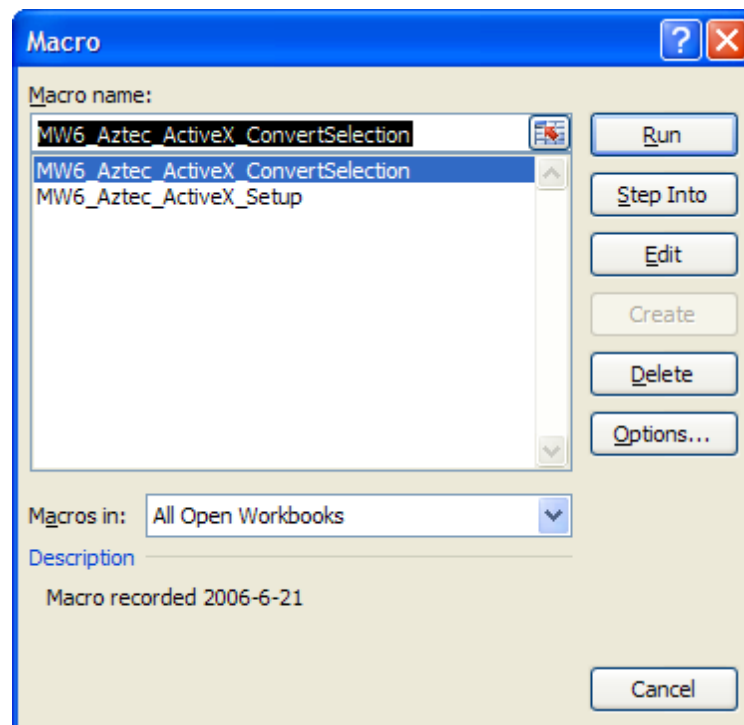 Macro
Macro name:
MW6_Aztec_ActiveX_ConvertSelection
MW6_Aztec_ActiveX_ConvertSelection
MW6_Aztec_ActiveX_Setup
Run
Step Into
Edit
Create
Delete
Options...
Macros in: All Open Workbooks
Description
Macro recorded 2006-6-21
Cancel